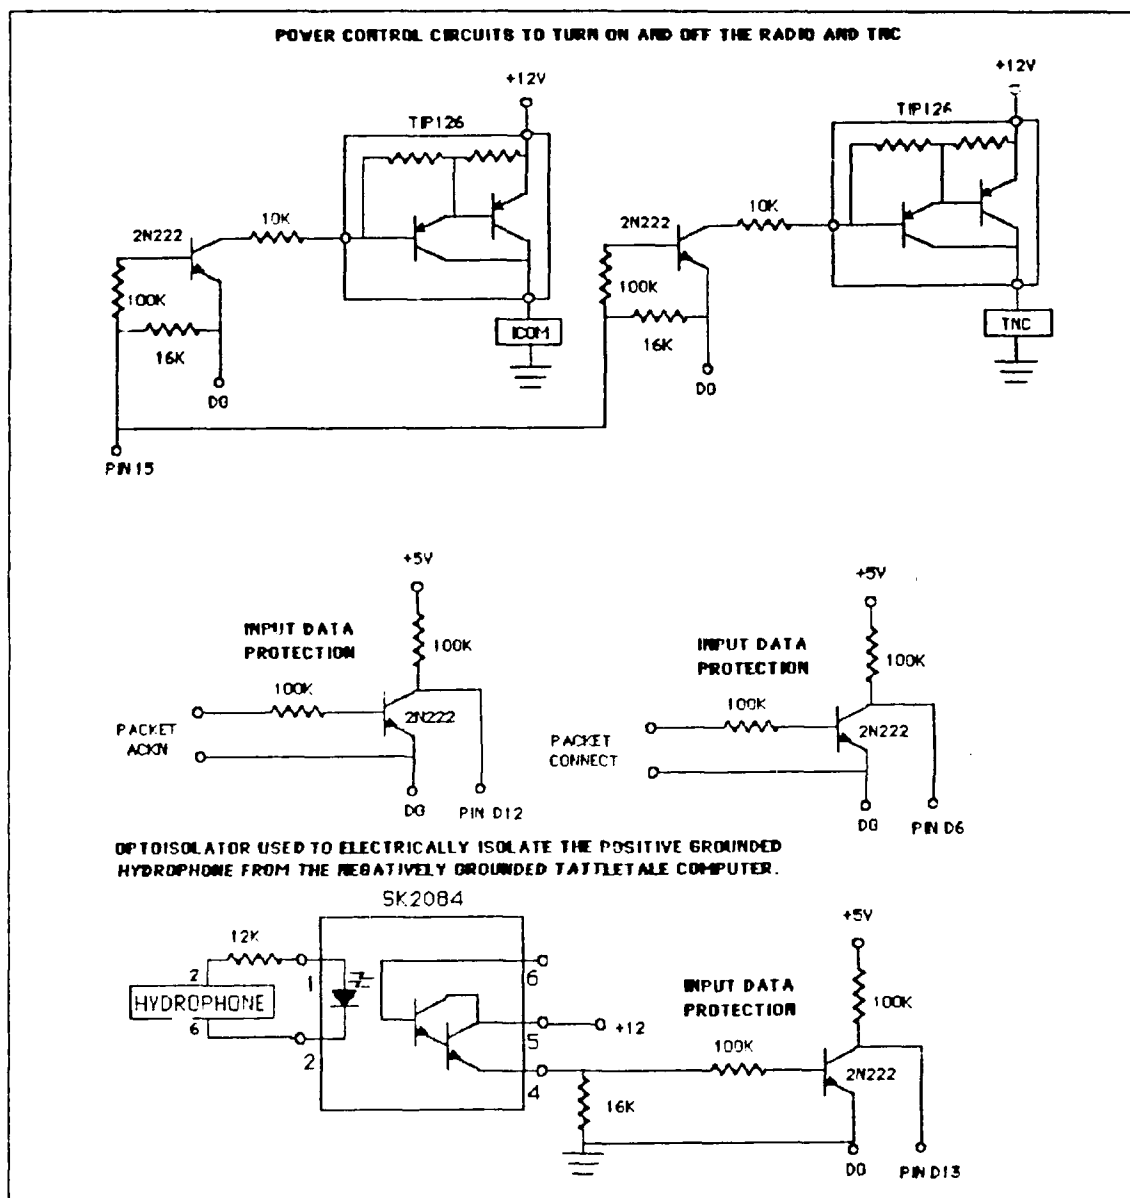 POWER CONTROL CIRCUITS TO TURN ON AND OFF THE RADIO AND TNC
+12V
TIP126
2N222
10K
100K
16K
DG
ICOM
PIN 15
+12V
TIP126
2N222
10K
100K
16K
DG
TNC
+5V
INPUT DATA
PROTECTION
100K
100K
2N222
PACKET
ACKN
DG
PIN D12
+5V
INPUT DATA
PROTECTION
100K
100K
2N222
PACKET
CONNECT
DG
PIN D6
OPTOISOLATOR USED TO ELECTRICALLY ISOLATE THE POSITIVE GROUNDED
HYDROPHONE FROM THE NEGATIVELY GROUNDED TATTLETALE COMPUTER.
SK2084
12K
2
HYDROPHONE
6
1
2
6
5
4
+12
16K
+5V
INPUT DATA
PROTECTION
100K
100K
2N222
DG
PIN D13